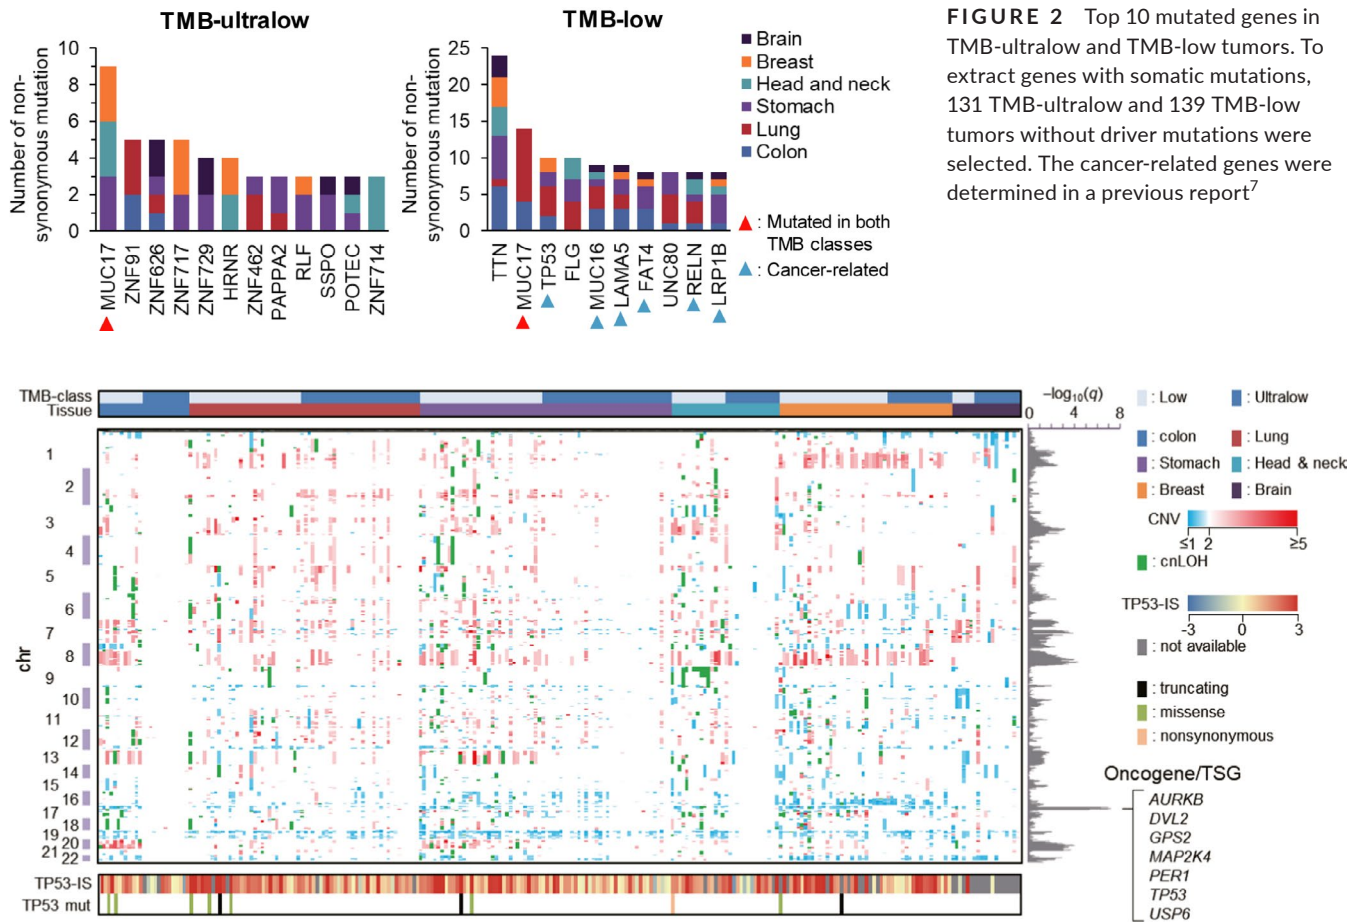 TMB-ultralow
Number of non-
synonymous mutation
10
8
6
4
2
0
MUC17
ZNF91
ZNF626
ZNF717
ZNF729
HRNR
ZNF462
PAPPA2
RLF
SSPO
POTEC
ZNF714
TMB-low
Number of non-
synonymous mutation
25
20
15
10
5
0
TTN
MUC17
TP53
FLG
MUC16
LAMA5
FAT4
UNC80
RELN
LRP1B
Brain
Breast
Head and neck
Stomach
Lung
Colon
: Mutated in both
TMB classes
: Cancer-related
FIGURE 2 Top 10 mutated genes in
TMB-ultralow and TMB-low tumors. To
extract genes with somatic mutations,
131 TMB-ultralow and 139 TMB-low
tumors without driver mutations were
selected. The cancer-related genes were
determined in a previous report7
TMB-class
Tissue
chr
1
2
3
4
5
6
7
8
9
10
11
12
13
14
15
16
17
18
19
20
21
22
TP53-IS
TP53 mut
−log10(q)
0 4 8
: Low : Ultralow
: colon : Lung
: Stomach : Head & neck
: Breast : Brain
CNV
≤1 2 ≥5
: cnLOH
TP53-IS
-3 0 3
: not available
: truncating
: missense
: nonsynonymous
Oncogene/TSG
AURKB
DVL2
GPS2
MAP2K4
PER1
TP53
USP6